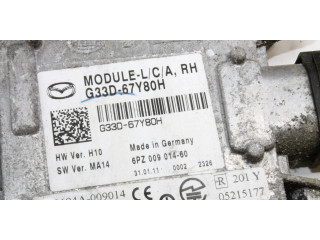 MODULE-L/C/A, RH
G33D-67Y80H
G33D-67Y80H
HW Ver. H10
Made in Germany
SW Ver. MA14
6PZ 009 014-60
31.01.11 0002 2326
R 201 Y
05215177